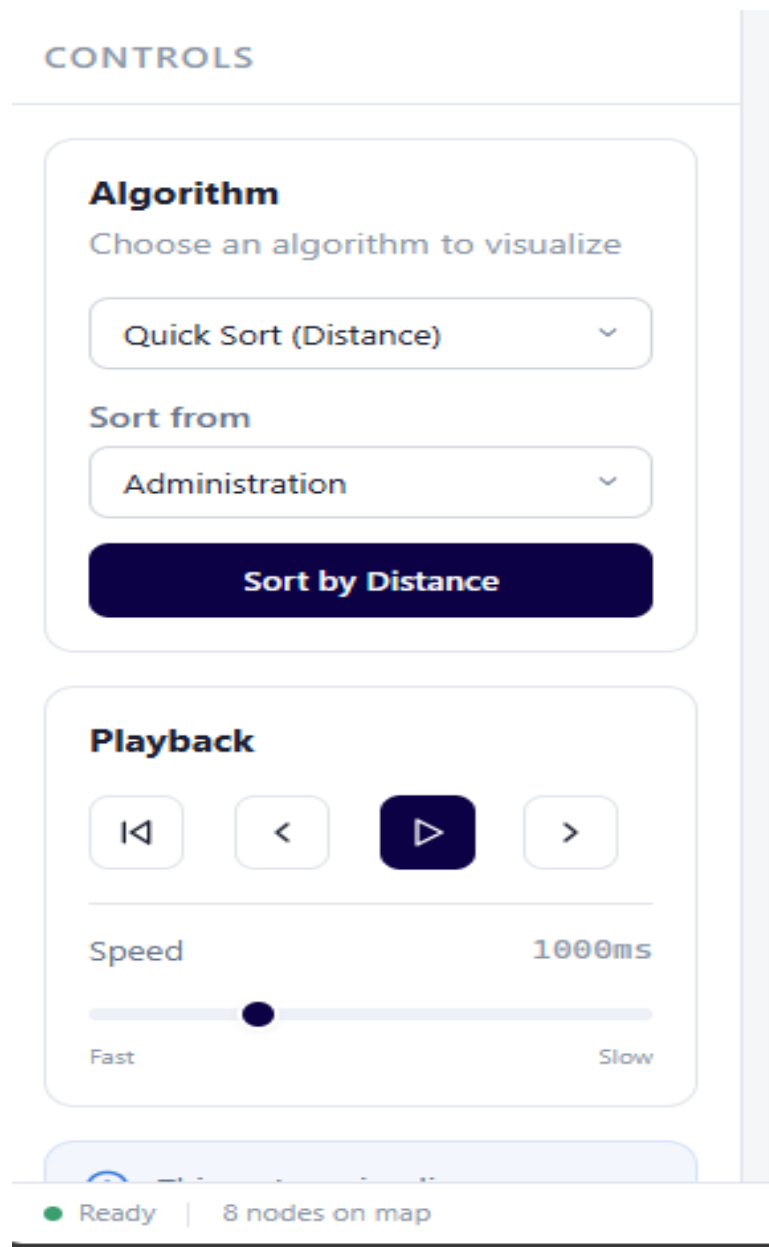 CONTROLS
Algorithm
Choose an algorithm to visualize
Quick Sort (Distance)
Sort from
Administration
Sort by Distance
Playback
Speed
1000ms
Fast
Slow
Ready
8 nodes on map